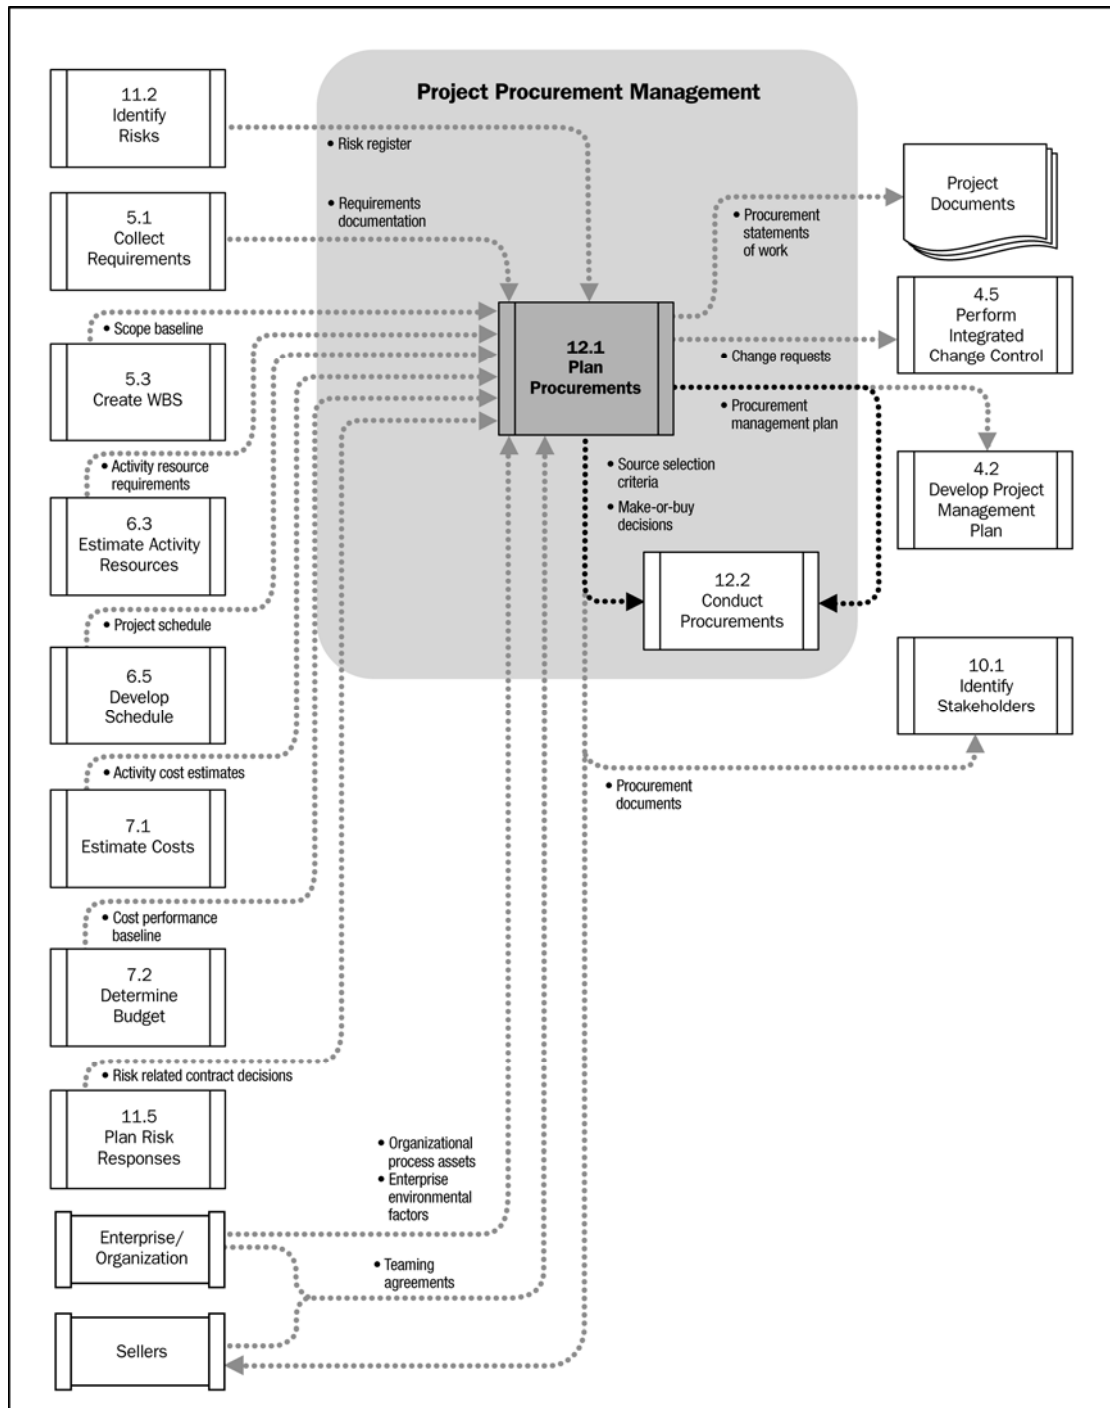 Project Procurement Management
11.2
Identify
Risks
• Risk register
5.1
Collect
Requirements
• Requirements
documentation
Project
Documents
• Procurement
statements
of work
4.5
Perform
Integrated
Change Control
• Scope baseline
12.1
Plan
Procurements
• Change requests
5.3
Create WBS
• Procurement
management plan
• Activity resource
requirements
• Source selection
criteria
• Make-or-buy
decisions
4.2
Develop Project
Management
Plan
6.3
Estimate Activity
Resources
12.2
Conduct
Procurements
• Project schedule
6.5
Develop
Schedule
10.1
Identify
Stakeholders
• Activity cost estimates
• Procurement
documents
7.1
Estimate Costs
• Cost performance
baseline
7.2
Determine
Budget
• Risk related contract decisions
11.5
Plan Risk
Responses
• Organizational
process assets
• Enterprise
environmental
factors
Enterprise/
Organization
• Teaming
agreements
Sellers